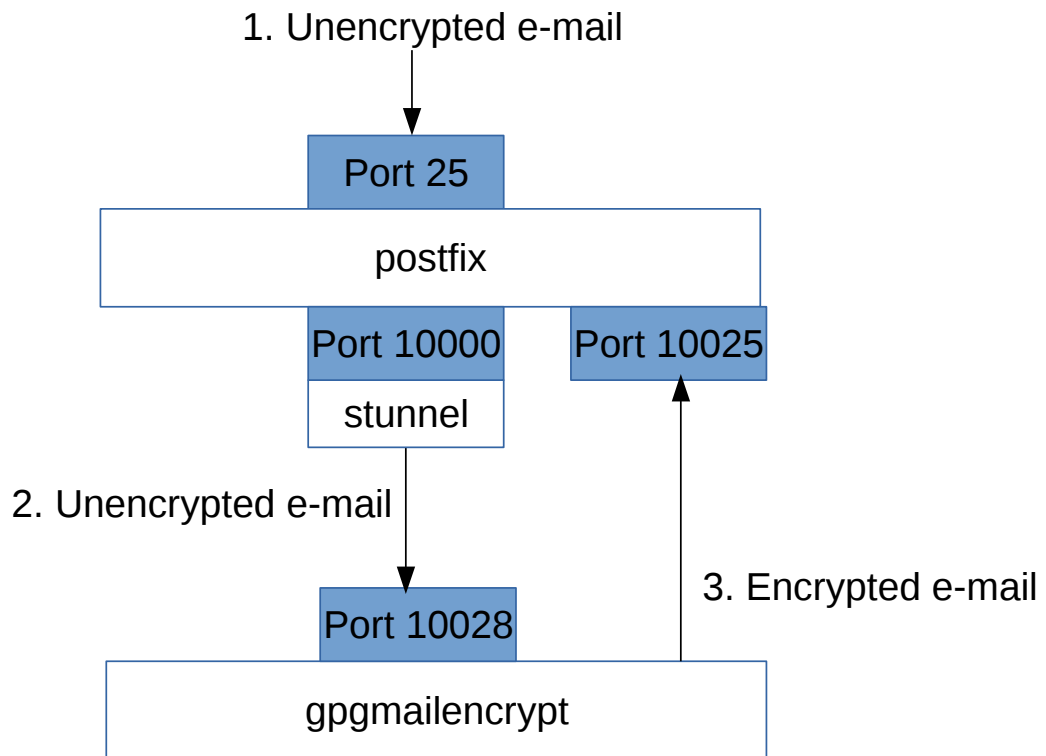 1. Unencrypted e-mail
Port 25
postfix
Port 10000
Port 10025
stunnel
2. Unencrypted e-mail
3. Encrypted e-mail
Port 10028
gpgmailencrypt